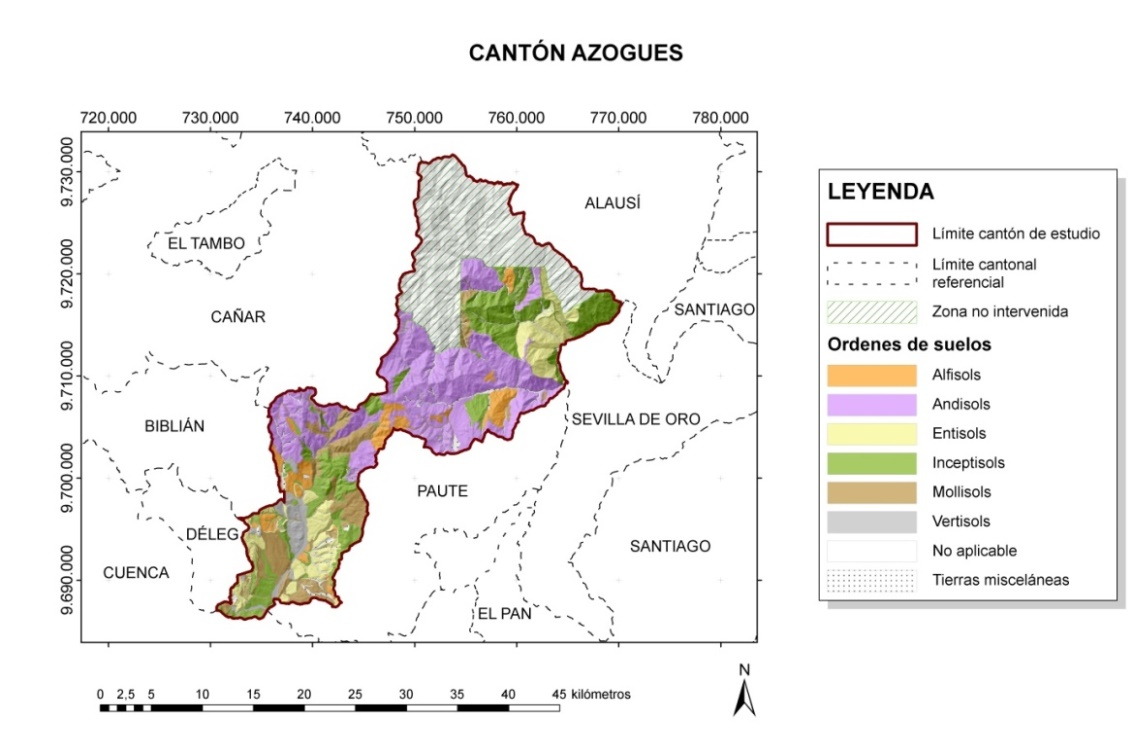 CANTÓN AZOGUES
720.000 730.000 740.000 750.000 760.000 770.000 780.000
9.730.000
9.720.000
9.710.000
9.700.000
9.690.000
ALAUSÍ
EL TAMBO
CAÑAR
SANTIAGO
BIBLIÁN
SEVILLA DE ORO
PAUTE
DÉLEG
SANTIAGO
CUENCA
EL PAN
LEYENDA
Límite cantón de estudio
Límite cantonal
referencial
Zona no intervenida
Ordenes de suelos
Alfisols
Andisols
Entisols
Inceptisols
Mollisols
Vertisols
No aplicable
Tierras misceláneas
0 2,5 5 10 15 20 25 30 35 40 45 kilómetros
N